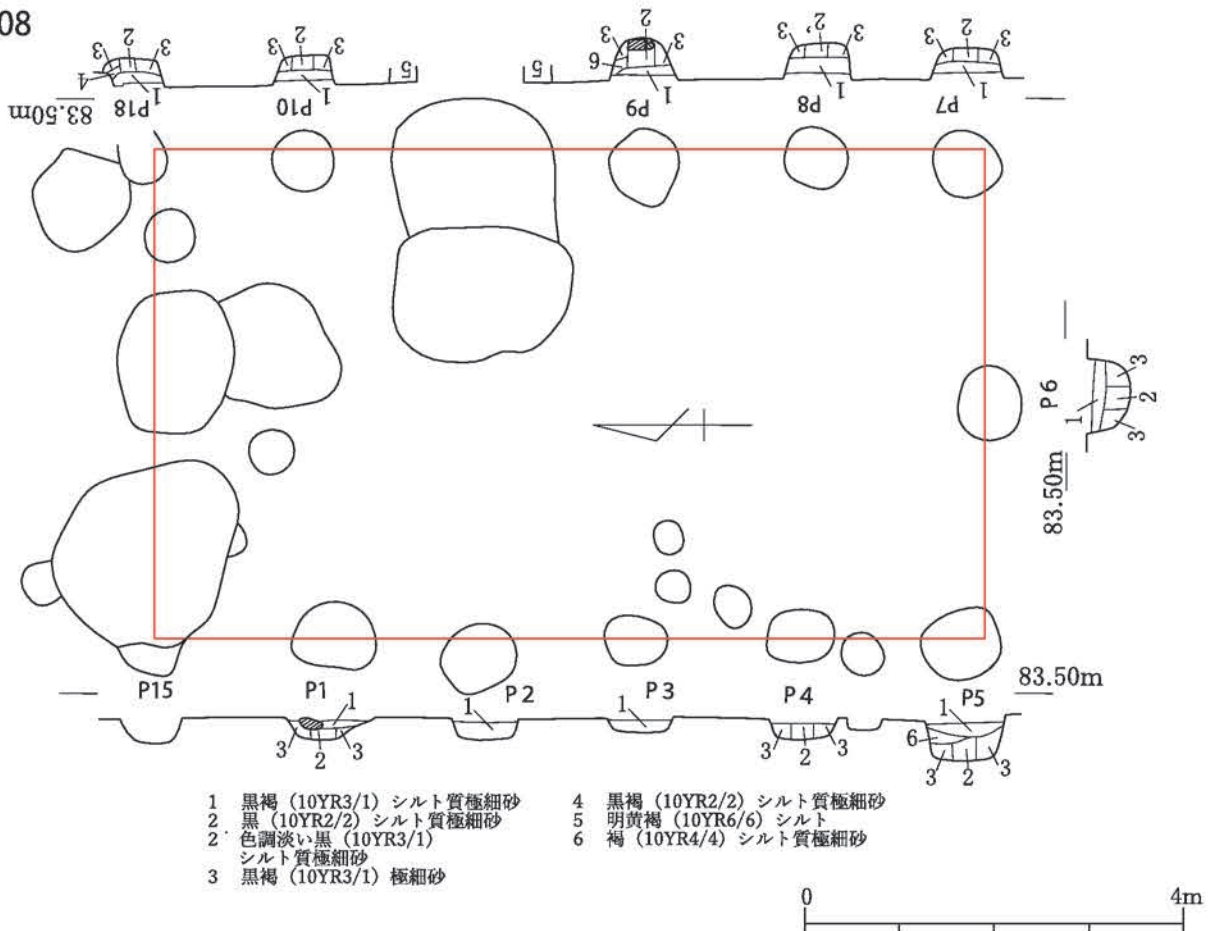 08
3 2 3
4 1
P18
83.50m
3 2 3
1
P10
5
5
3 2 3
6 1
P9
3 2' 3
1
P8
3 2 3
1
P7
P6
1
3
2
3
83.50m
P15 P1 P2 P3 P4 P5
83.50m
1
3 2 3
1
1
3 2 3
1
6
3 2 3
1 黒褐(10YR3/1)シルト質極細砂
2 黒(10YR2/2)シルト質極細砂
2' 色調淡い黒(10YR3/1)
シルト質極細砂
3 黒褐(10YR3/1)極細砂
4 黒褐(10YR2/2)シルト質極細砂
5 明黄褐(10YR6/6)シルト
6 褐(10YR4/4)シルト質極細砂
0 4m